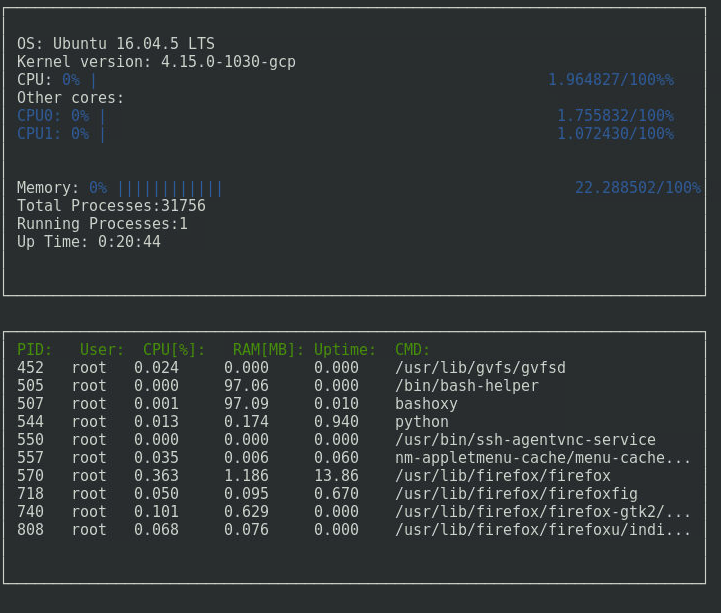 OS: Ubuntu 16.04.5 LTS
Kernel version: 4.15.0-1030-gcp
CPU: 0% | 1.964827/100%%
Other cores:
CPU0: 0% | 1.755832/100%
CPU1: 0% | 1.072430/100%
Memory: 0% |||||||||||| 22.288502/100%
Total Processes:31756
Running Processes:1
Up Time: 0:20:44
PID: User: CPU[%]: RAM[MB]: Uptime: CMD:
452 root 0.024 0.000 0.000 /usr/lib/gvfs/gvfsd
505 root 0.000 97.06 0.000 /bin/bash-helper
507 root 0.001 97.09 0.010 bashoxy
544 root 0.013 0.174 0.940 python
550 root 0.000 0.000 0.000 /usr/bin/ssh-agentvnc-service
557 root 0.035 0.006 0.060 nm-appletmenu-cache/menu-cache...
570 root 0.363 1.186 13.86 /usr/lib/firefox/firefox
718 root 0.050 0.095 0.670 /usr/lib/firefox/firefoxfig
740 root 0.101 0.629 0.000 /usr/lib/firefox/firefox-gtk2/...
808 root 0.068 0.076 0.000 /usr/lib/firefox/firefoxu/indi...